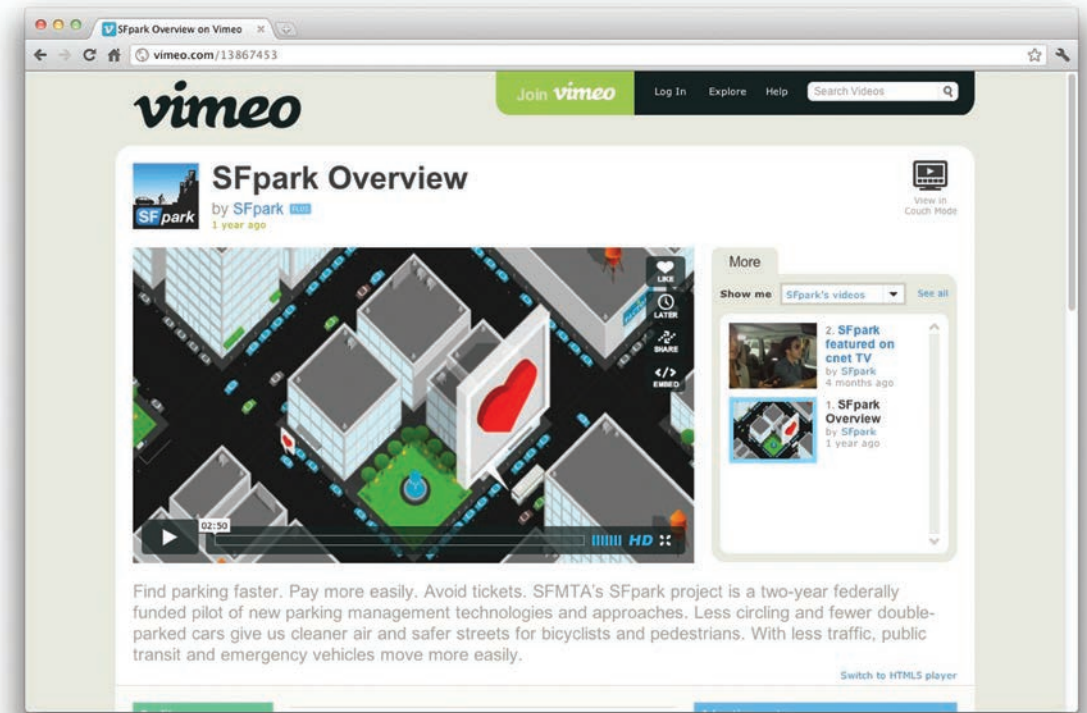 SFpark Overview on Vimeo
vimeo.com/13867453
vimeo
Join vimeo
Log In
Explore
Help
Search Videos
SFpark
SFpark Overview
by SFpark PLUS
1 year ago
View in
Couch Mode
LIKE
LATER
SHARE
EMBED
02:50
HD
More
Show me
SFpark's videos
See all
2. SFpark
featured on
cnet TV
by SFpark
4 months ago
1. SFpark
Overview
by SFpark
1 year ago
Find parking faster. Pay more easily. Avoid tickets. SFMTA's SFpark project is a two-year federally
funded pilot of new parking management technologies and approaches. Less circling and fewer double-
parked cars give us cleaner air and safer streets for bicyclists and pedestrians. With less traffic, public
transit and emergency vehicles move more easily.
Switch to HTML5 player